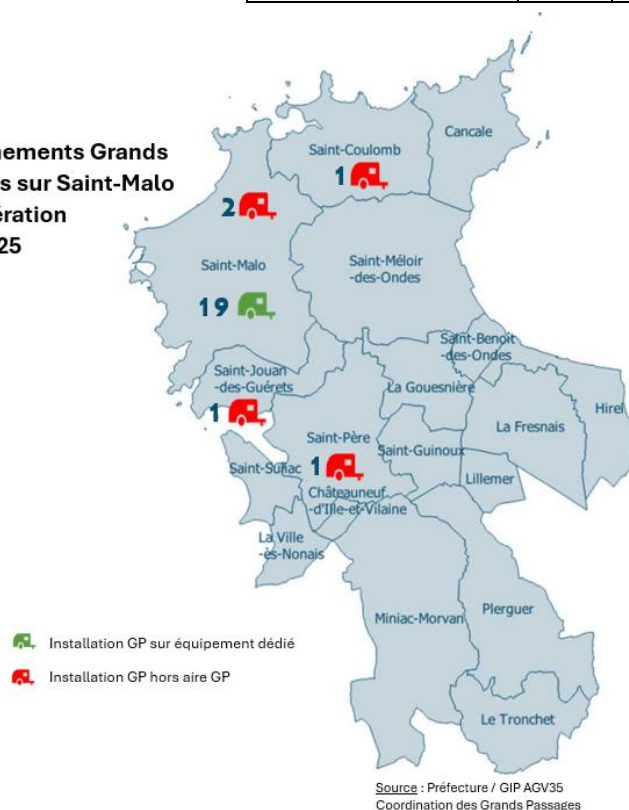 nements Grands
s sur Saint-Malo
ération
25
Cancale
Saint-Coulomb
1
2
Saint-Malo
Saint-Méloir
-des-Ondes
19
Saint-Benoit
-des-Ondes
Saint-Jouan
-des-Guérets
La Gouesnière
Hirel
1
La Fresnais
Saint-Père
Saint-Guinoux
Saint-Suliac
1
Lillemer
Châteauneuf
-d'Ille-et-Vilaine
La Ville
-ès-Nonais
Plerguer
Miniac-Morvan
Installation GP sur équipement dédié
Installation GP hors aire GP
Le Tronchet
Source : Préfecture / GIP AGV35
Coordination des Grands Passages